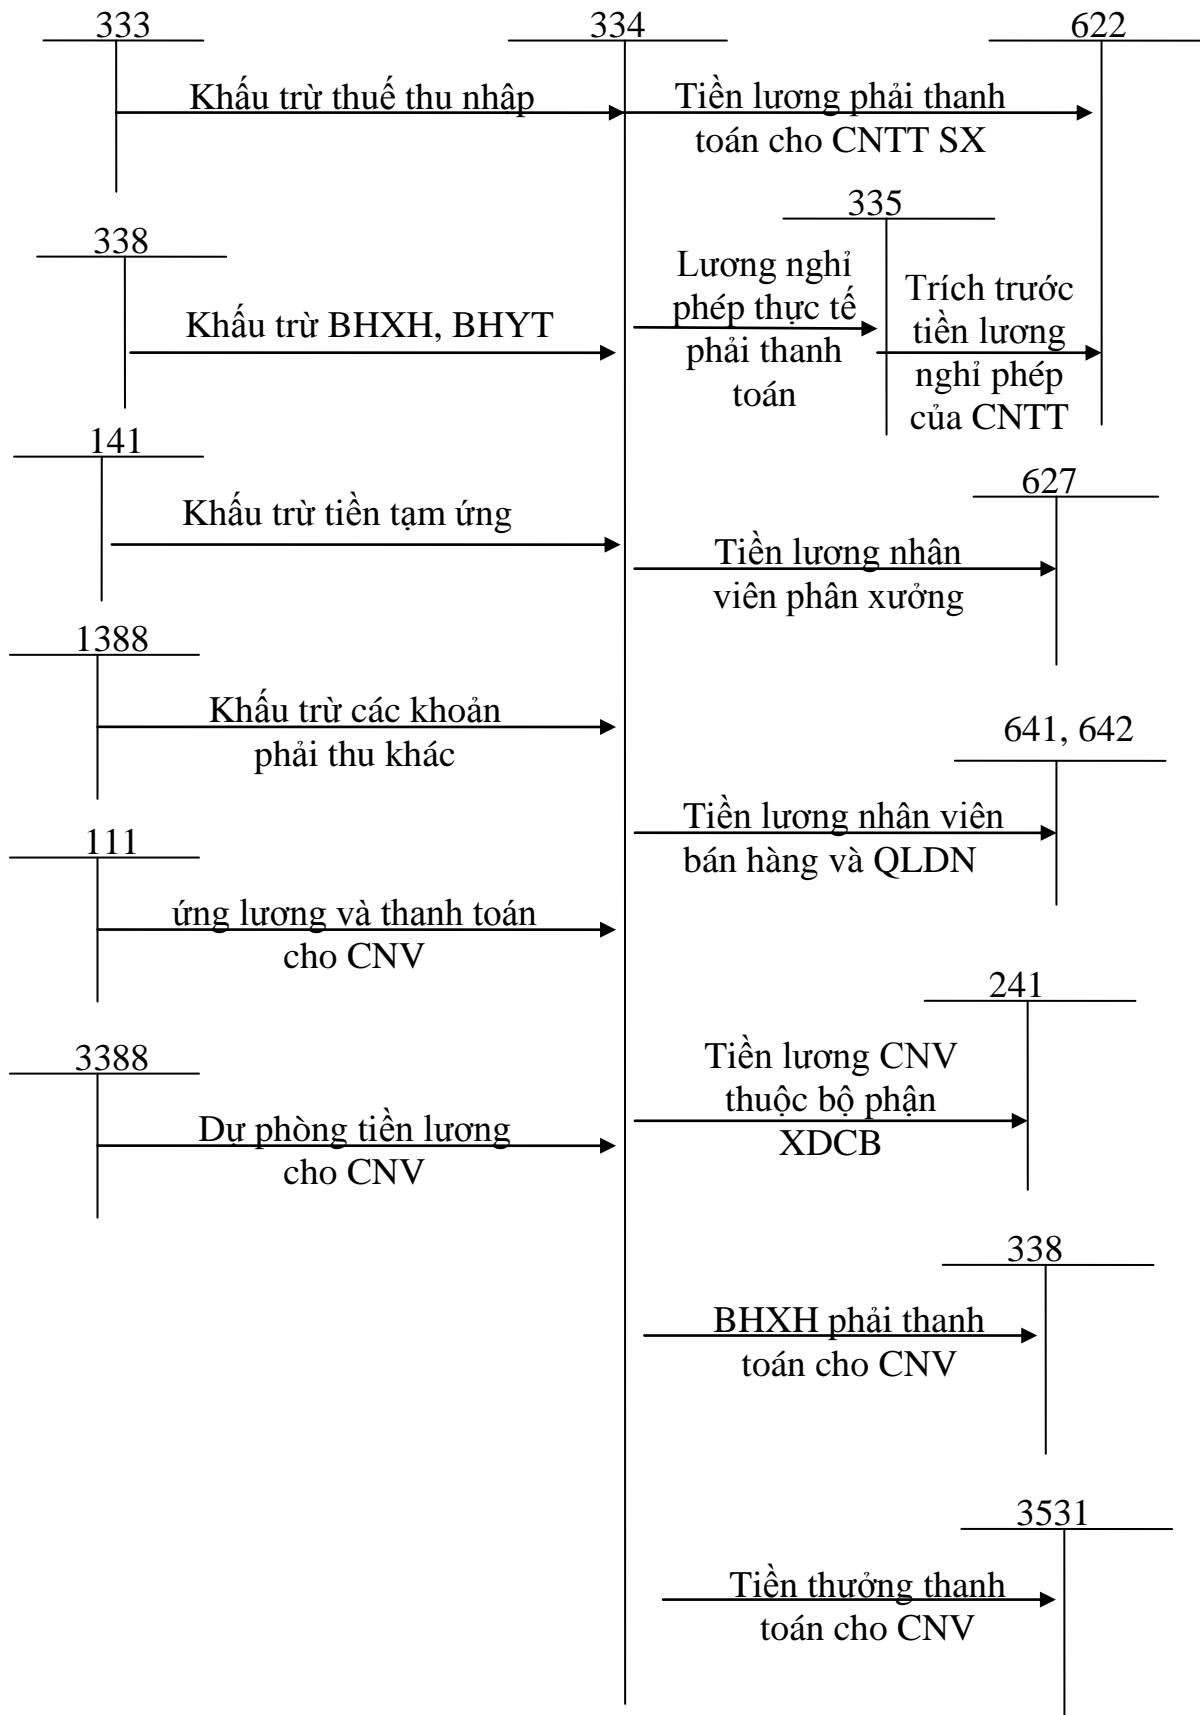 333
334
622
Khấu trừ thuế thu nhập
Tiền lương phải thanh
toán cho CNTT SX
335
338
Lương nghỉ
phép thực tế
phải thanh
toán
Trích trước
tiền lương
nghỉ phép
của CNTT
Khấu trừ BHXH, BHYT
141
627
Khấu trừ tiền tạm ứng
Tiền lương nhân
viên phân xưởng
1388
Khấu trừ các khoản
phải thu khác
641, 642
Tiền lương nhân viên
bán hàng và QLDN
111
ứng lương và thanh toán
cho CNV
241
3388
Tiền lương CNV
thuộc bộ phận
XDCB
Dự phòng tiền lương
cho CNV
338
BHXH phải thanh
toán cho CNV
3531
Tiền thưởng thanh
toán cho CNV